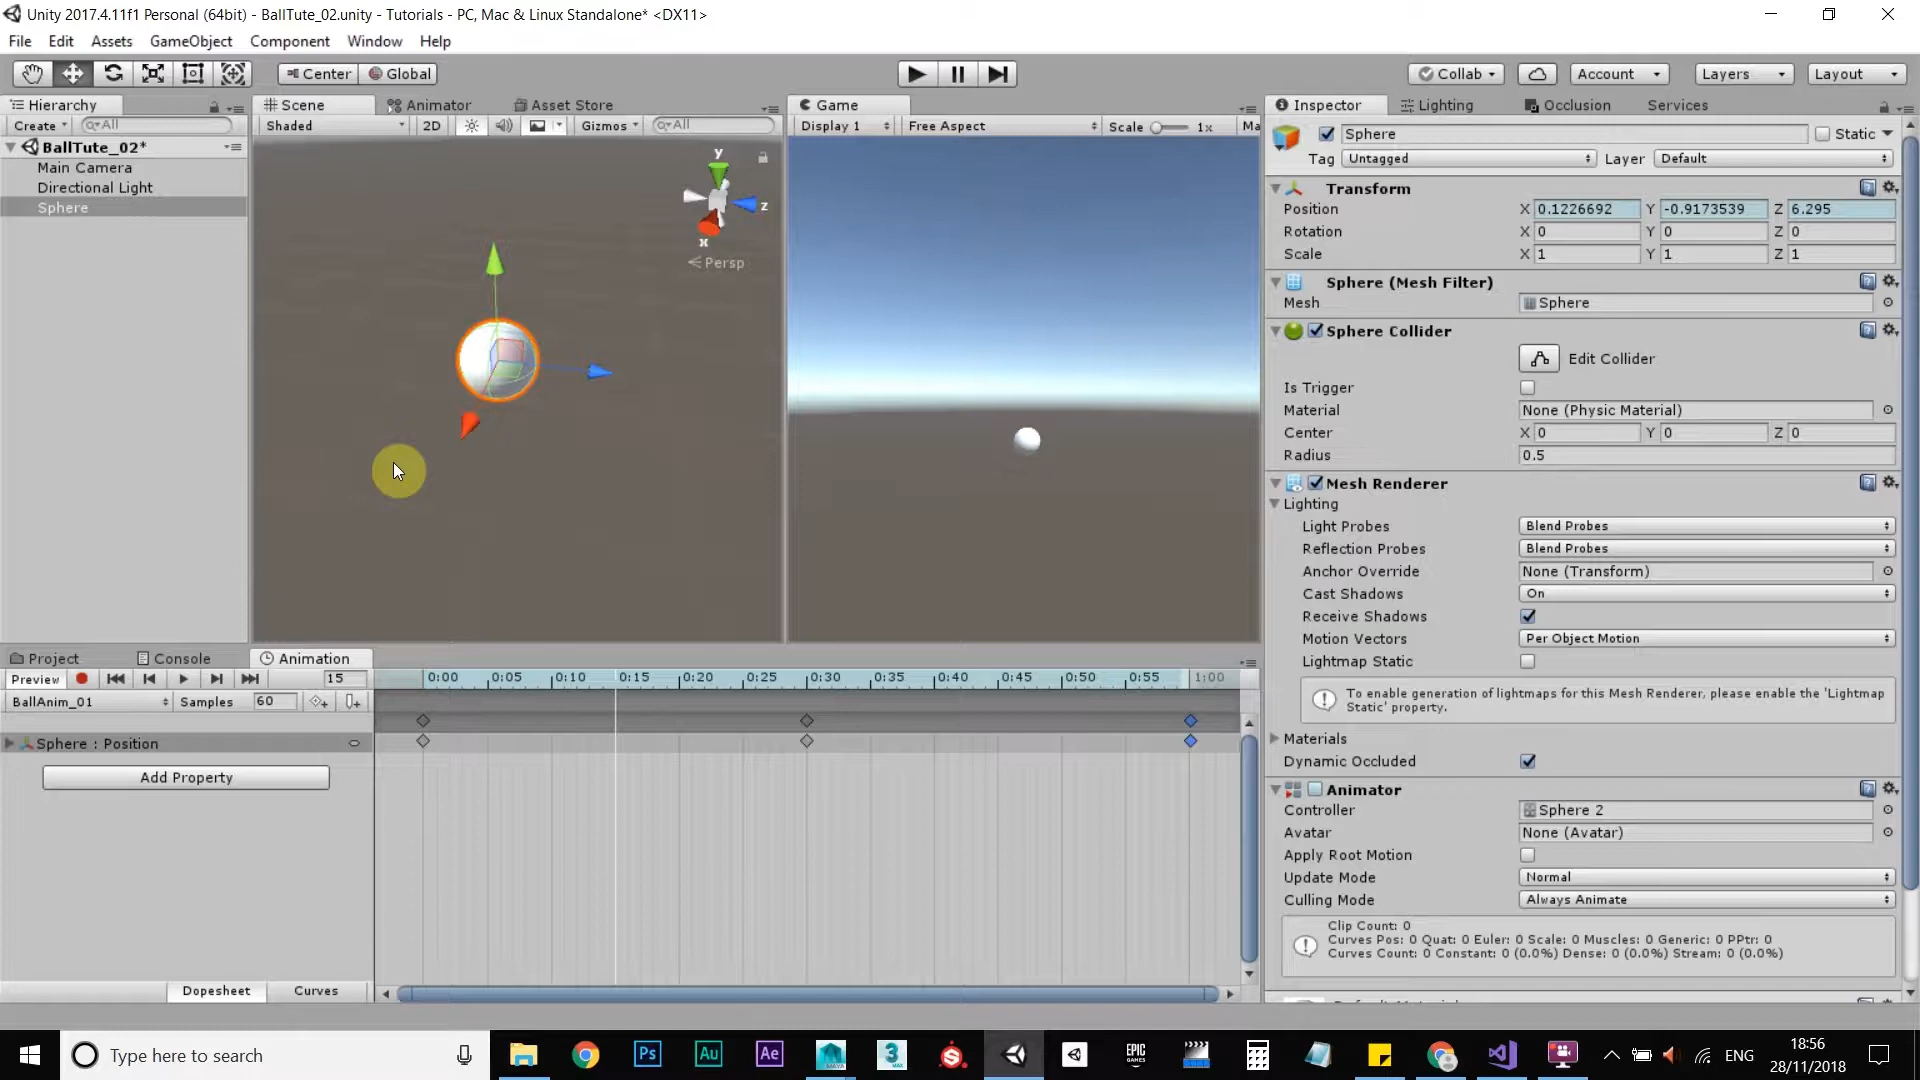 Unity 2017.4.11f1 Personal (64bit) - BallTute_02.unity - Tutorials - PC, Mac & Linux Standalone* <DX11>
File Edit Assets GameObject Component Window Help
Center Global Collab Account Layers Layout
Hierarchy Scene Animator Asset Store Game Inspector Lighting Occlusion Services
Create All Shaded 2D Gizmos All Display 1 Free Aspect Scale 1x Ma
BallTute_02*
Main Camera
Directional Light
Sphere
y
z
x
Persp
Sphere Static
Tag Untagged Layer Default
Transform
Position X 0.1226692 Y -0.9173539 Z 6.295
Rotation X 0 Y 0 Z 0
Scale X 1 Y 1 Z 1
Sphere (Mesh Filter)
Mesh Sphere
Sphere Collider
Edit Collider
Is Trigger
Material None (Physic Material)
Center X 0 Y 0 Z 0
Radius 0.5
Mesh Renderer
Lighting
Light Probes Blend Probes
Reflection Probes Blend Probes
Anchor Override None (Transform)
Cast Shadows On
Receive Shadows
Motion Vectors Per Object Motion
Lightmap Static
To enable generation of lightmaps for this Mesh Renderer, please enable the 'Lightmap
Static' property.
Materials
Dynamic Occluded
Animator
Controller Sphere 2
Avatar None (Avatar)
Apply Root Motion
Update Mode Normal
Culling Mode Always Animate
Clip Count: 0
Curves Pos: 0 Quat: 0 Euler: 0 Scale: 0 Muscles: 0 Generic: 0 PPtr: 0
Curves Count: 0 Constant: 0 (0.0%) Dense: 0 (0.0%) Stream: 0 (0.0%)
Project Console Animation
Preview 15 0:00 0:05 0:10 0:15 0:20 0:25 0:30 0:35 0:40 0:45 0:50 0:55 1:00
BallAnim_01 Samples 60
Sphere : Position
Add Property
Dopesheet Curves
Type here to search Ps Au Ae MAYA 3 MAX EPIC GAMES ENG 18:56
28/11/2018